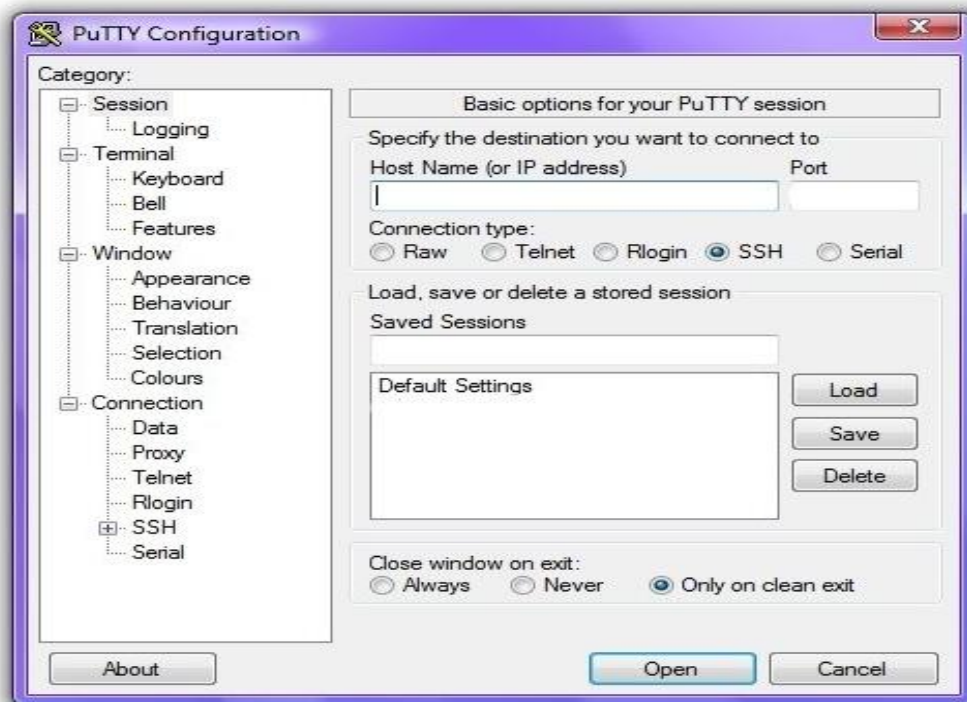 PuTTY Configuration
Category:
Session
Logging
Terminal
Keyboard
Bell
Features
Window
Appearance
Behaviour
Translation
Selection
Colours
Connection
Data
Proxy
Telnet
Rlogin
SSH
Serial
Basic options for your PuTTY session
Specify the destination you want to connect to
Host Name (or IP address) Port
Connection type:
Raw Telnet Rlogin SSH Serial
Load, save or delete a stored session
Saved Sessions
Default Settings
Load
Save
Delete
Close window on exit:
Always Never Only on clean exit
About Open Cancel